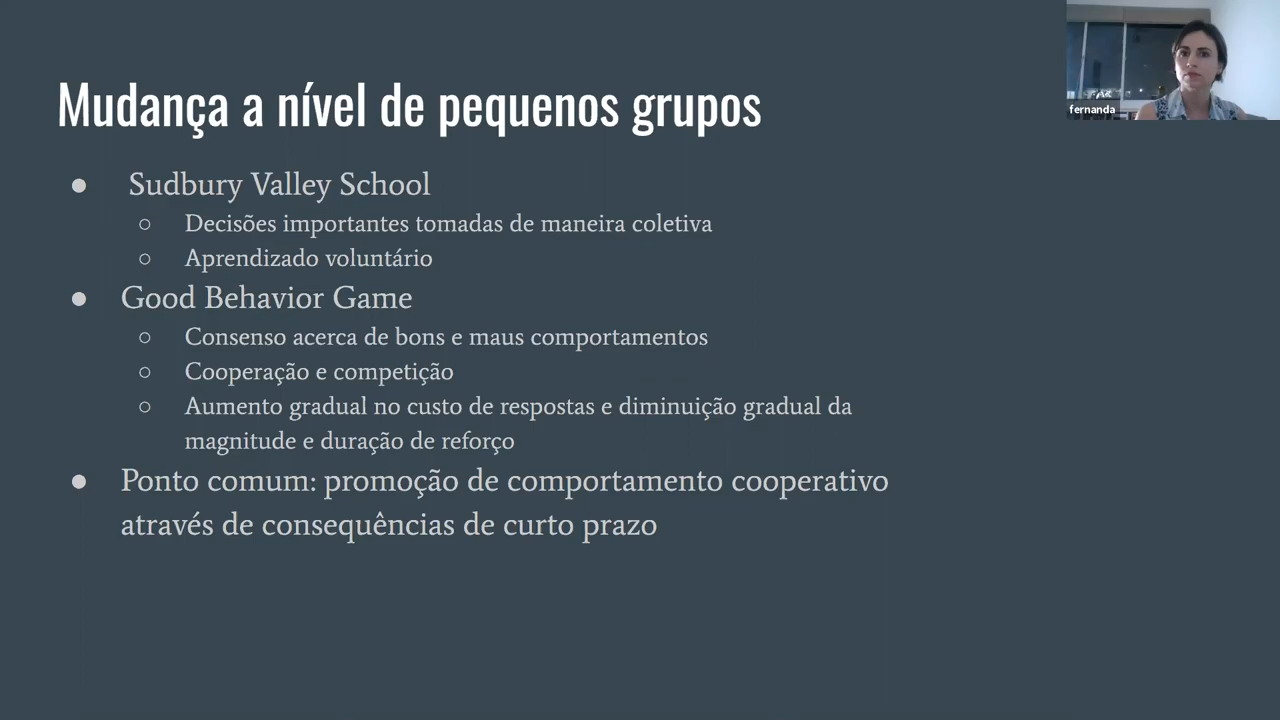 Mudança a nível de pequenos grupos
fernanda
● Sudbury Valley School
○ Decisões importantes tomadas de maneira coletiva
○ Aprendizado voluntário
● Good Behavior Game
○ Consenso acerca de bons e maus comportamentos
○ Cooperação e competição
○ Aumento gradual no custo de respostas e diminuição gradual da
magnitude e duração de reforço
● Ponto comum: promoção de comportamento cooperativo
através de consequências de curto prazo